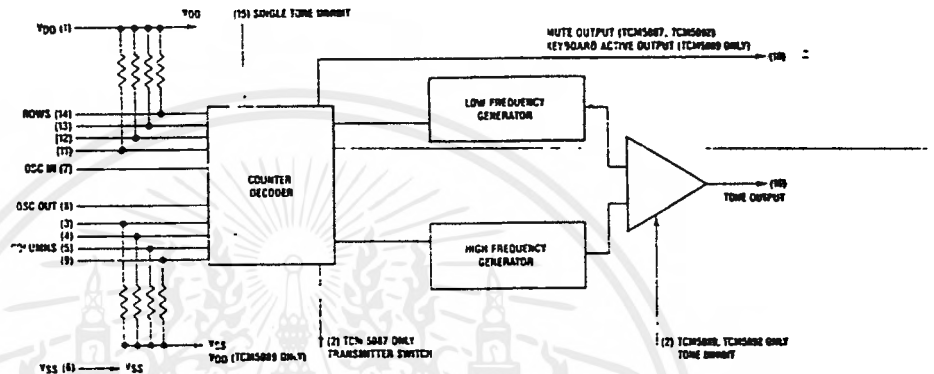 VDD (1)
VDD
(15) SINGLE TONE INHIBIT
MUTE OUTPUT (TCM5087, TCM5092)
KEYBOARD ACTIVE OUTPUT (TCM5089 ONLY)
(10)
ROWS (14)
(13)
(12)
(11)
OSC IN (7)
OSC OUT (8)
(3)
(4)
COLUMNS (5)
(9)
COUNTER
DECODER
LOW FREQUENCY
GENERATOR
HIGH FREQUENCY
GENERATOR
TONE OUTPUT
VSS
VDD (TCM5089 ONLY)
VSS (6)
VSS
(2) TCM 5087 ONLY
TRANSMITTER SWITCH
(2) TCM5089, TCM5092 ONLY
TONE INHIBIT